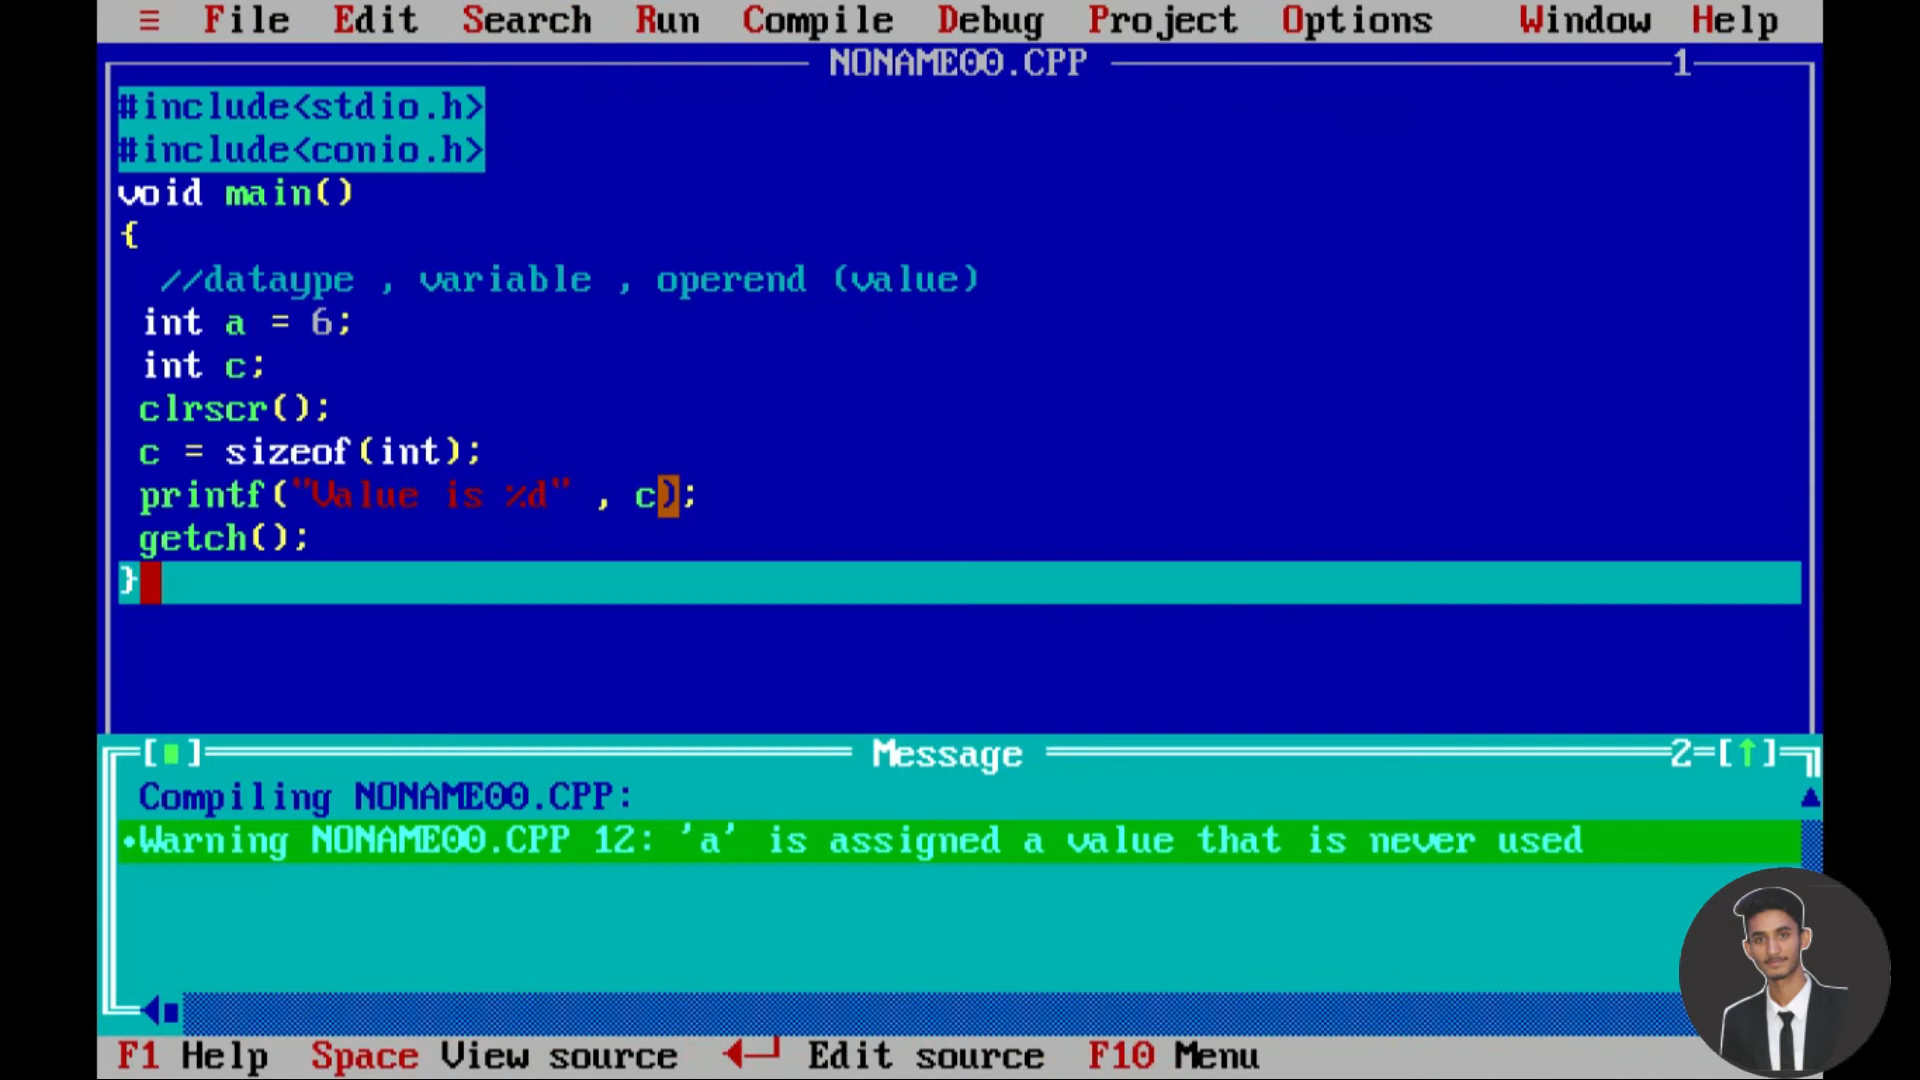 ≡ File Edit Search Run Compile Debug Project Options Window Help
NONAME00.CPP 1
#include<stdio.h>
#include<conio.h>
void main()
{
//dataype , variable , operend (value)
int a = 6;
int c;
clrscr();
c = sizeof(int);
printf("Value is %d" , c);
getch();
}
[■] Message 2=[↑]
Compiling NONAME00.CPP:
•Warning NONAME00.CPP 12: 'a' is assigned a value that is never used
F1 Help Space View source ◄─┘ Edit source F10 Menu